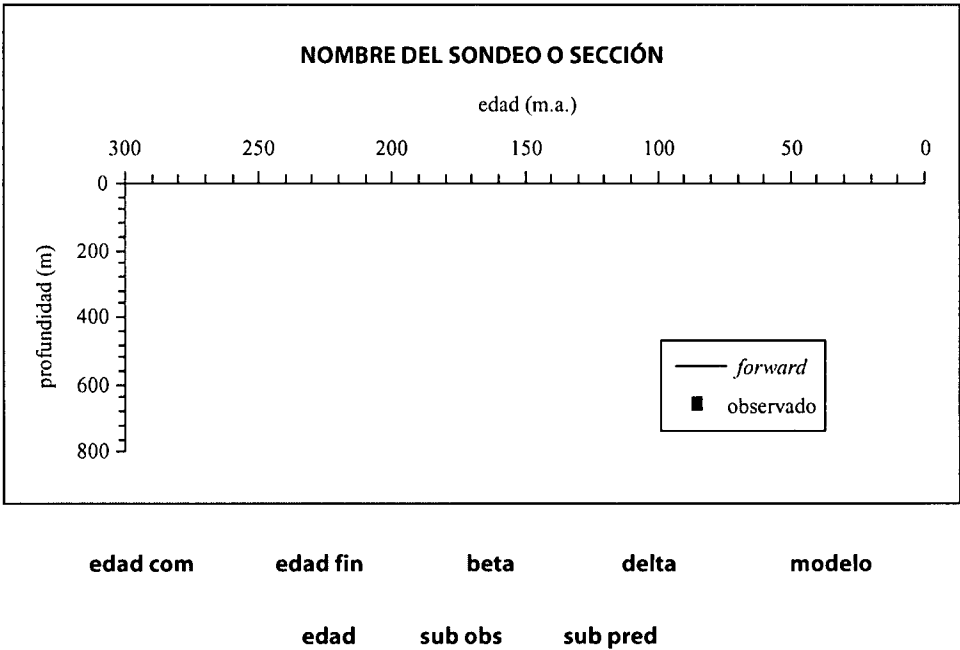 NOMBRE DEL SONDEO O SECCIÓN
edad (m.a.)
300 250 200 150 100 50 0
0
200
400
600
800
profundidad (m)
forward
observado
edad com edad fin beta delta modelo
edad sub obs sub pred